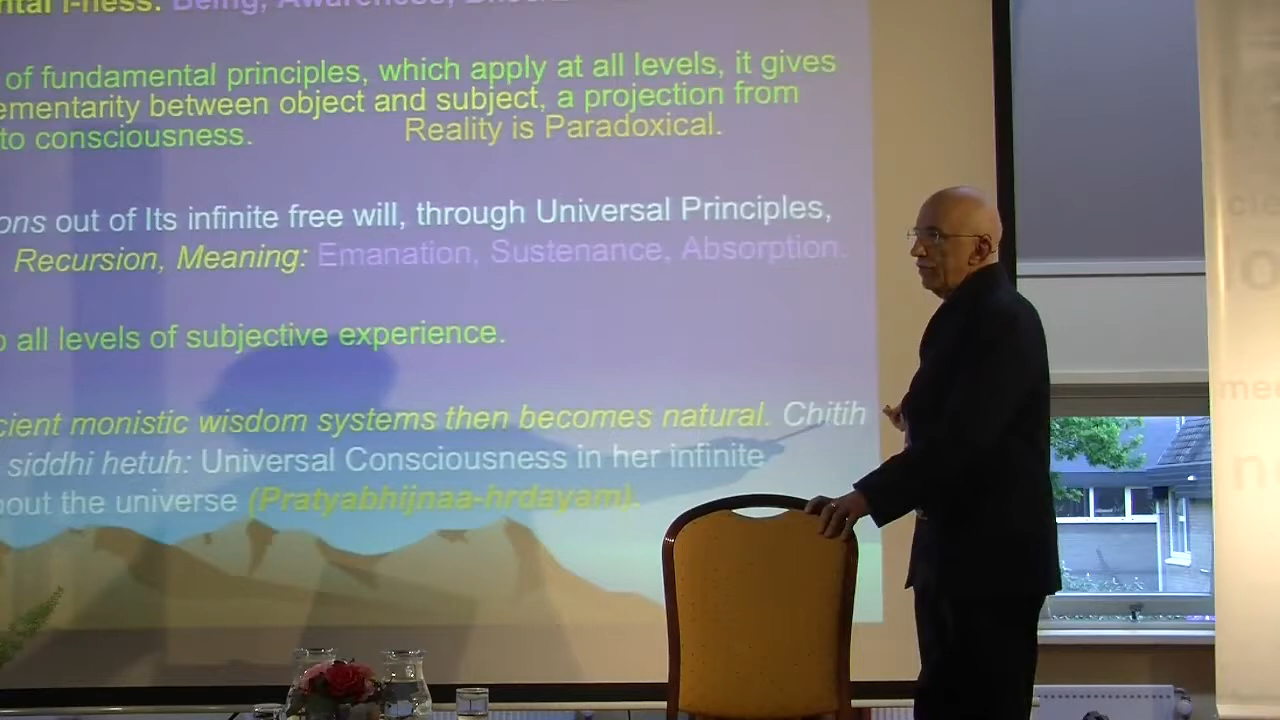 ntal I-ness: Being, Awareness,
of fundamental principles, which apply at all levels, it gives
ementarity between object and subject, a projection from
to consciousness. Reality is Paradoxical.
ons out of Its infinite free will, through Universal Principles,
Recursion, Meaning: Emanation, Sustenance, Absorption.
o all levels of subjective experience.
cient monistic wisdom systems then becomes natural. Chitih
siddhi hetuh: Universal Consciousness in her infinite
bout the universe (Pratyabhijnaa-hrdayam).